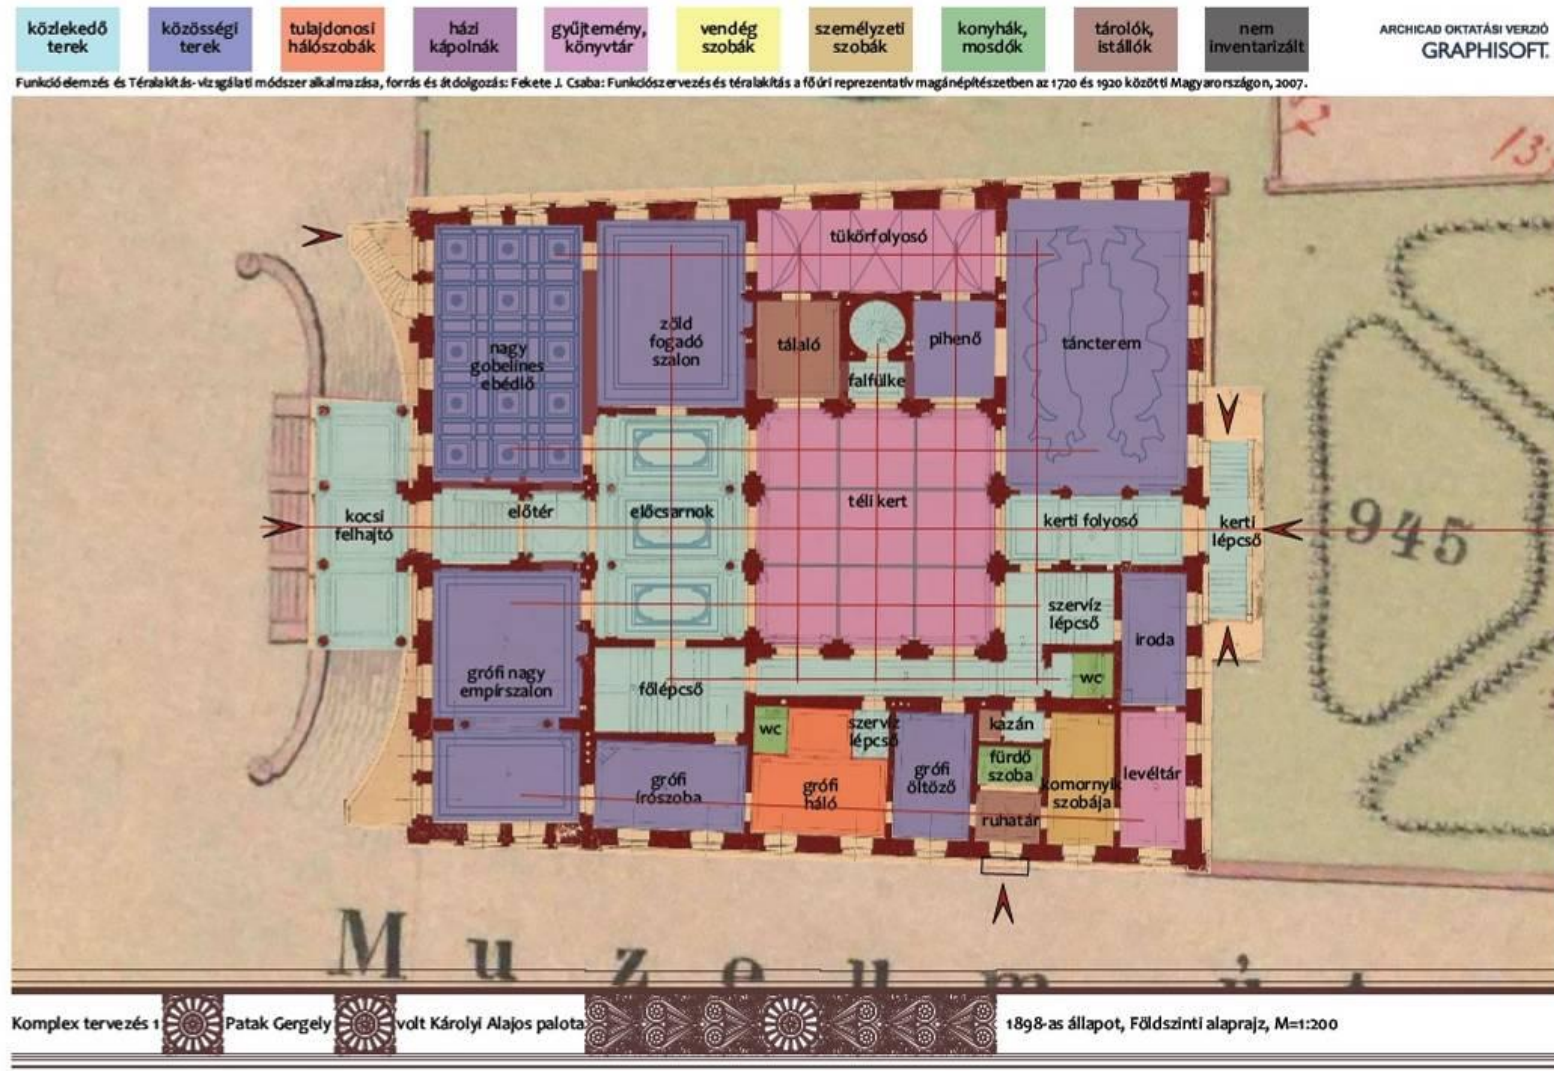 közlekedő
terek
közösségi
terek
tulajdonosi
hálószobák
házi
kápolnák
gyűjtemény,
könyvtár
vendég
szobák
személyzeti
szobák
konyhák,
mosdók
tárolók,
istállók
nem
inventarizált
ARCHICAD OKTATÁSI VERZIÓ
GRAPHISOFT.
Funkcióelemzés és Téralakítás-vizsgálati módszer alkalmazása, forrás és átdolgozás: Fekete J. Csaba: Funkciószervezés és téralakítás a főúri reprezentatív magánépítészetben az 1720 és 1920 közötti Magyarországon, 2007.
tükörfolyosó
nagy
gobelines
ebédlő
zöld
fogadó
szalon
tálaló
falfülke
pihenő
táncterem
kocsi
felhajtó
előtér
előcsarnok
téli kert
kerti folyosó
kerti
lépcső
945
szervíz
lépcső
iroda
grófi nagy
empírszalon
főlépcső
wc
wc
szervíz
lépcső
kazán
grófi
írószoba
grófi
háló
grófi
öltöző
fürdő
szoba
ruhatár
komornyik
szobája
levéltár
Muzeum út
Komplex tervezés 1
Patak Gergely
volt Károlyi Alajos palota
1898-as állapot, Földszinti alaprajz, M=1:200